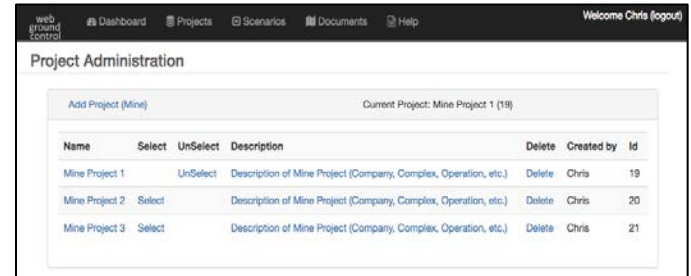 web ground control Dashboard Projects Scenarios Documents Help Welcome Chris (logout)
Project Administration
Add Project (Mine) Current Project: Mine Project 1 (19)
Name Select UnSelect Description Delete Created by Id
Mine Project 1 UnSelect Description of Mine Project (Company, Complex, Operation, etc.) Delete Chris 19
Mine Project 2 Select Description of Mine Project (Company, Complex, Operation, etc.) Delete Chris 20
Mine Project 3 Select Description of Mine Project (Company, Complex, Operation, etc.) Delete Chris 21